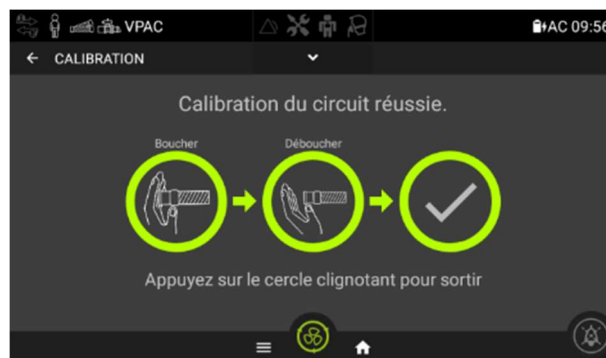 VPAC
AC 09:56
CALIBRATION
Calibration du circuit réussie.
Boucher
Déboucher
Appuyez sur le cercle clignotant pour sortir